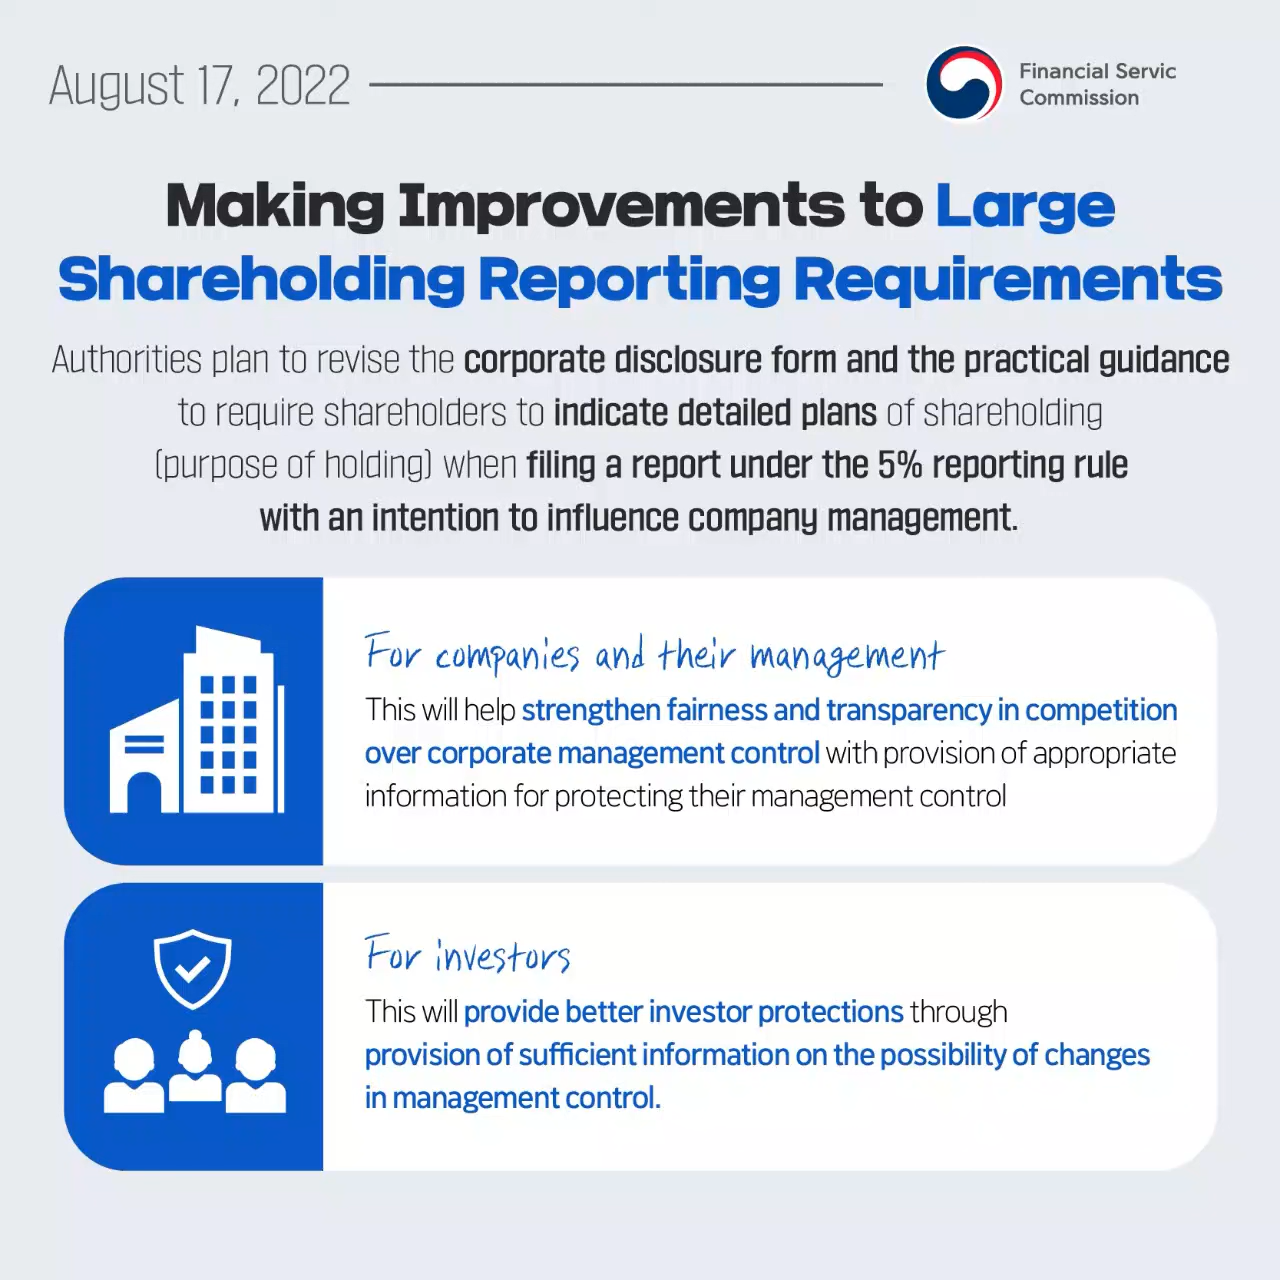 August 17, 2022
Financial Servic
Commission
Making Improvements to Large
Shareholding Reporting Requirements
Authorities plan to revise the corporate disclosure form and the practical guidance
to require shareholders to indicate detailed plans of shareholding
(purpose of holding) when filing a report under the 5% reporting rule
with an intention to influence company management.
For companies and their management
This will help strengthen fairness and transparency in competition
over corporate management control with provision of appropriate
information for protecting their management control
For investors
This will provide better investor protections through
provision of sufficient information on the possibility of changes
in management control.